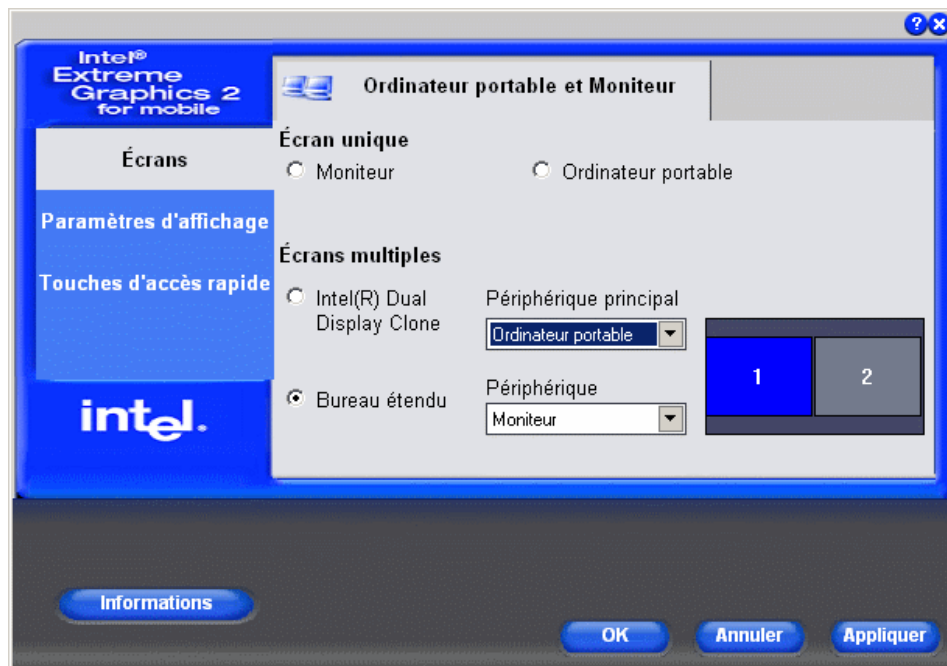 ? x
Intel®
Extreme
Graphics 2
for mobile
Ordinateur portable et Moniteur
Écrans
Paramètres d'affichage
Touches d'accès rapide
intel.
Écran unique
Moniteur
Ordinateur portable
Écrans multiples
Intel(R) Dual
Display Clone
Périphérique principal
Ordinateur portable
Bureau étendu
Périphérique
Moniteur
1
2
Informations
OK
Annuler
Appliquer